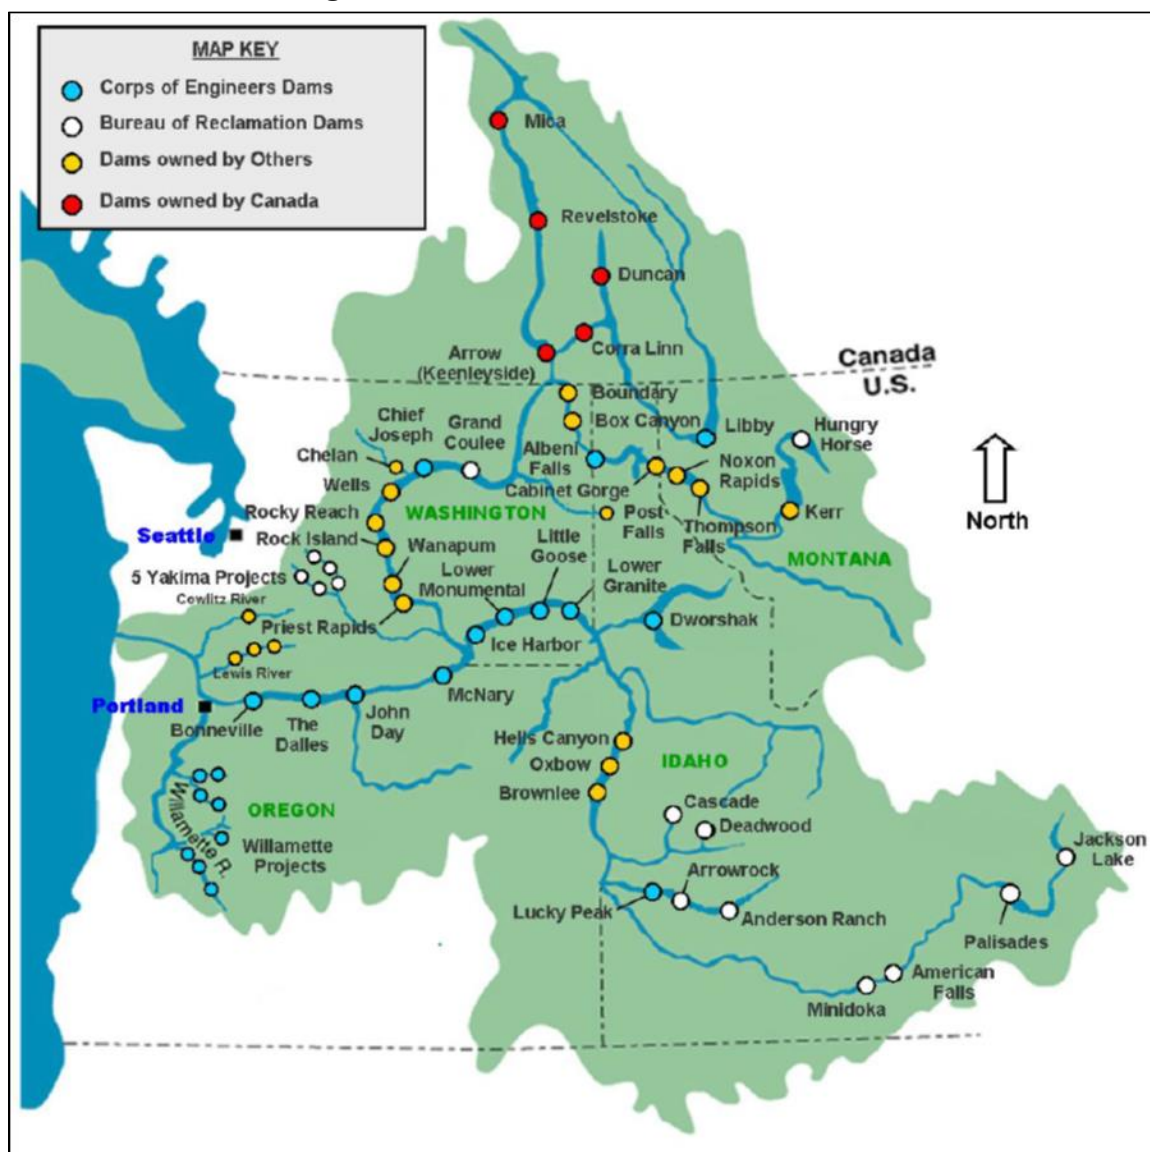 MAP KEY
Corps of Engineers Dams
Bureau of Reclamation Dams
Dams owned by Others
Dams owned by Canada
Mica
Revelstoke
Duncan
Corra Linn
Arrow
(Keenleyside)
Canada
U.S.
Boundary
Box Canyon
Chief
Joseph
Grand
Coulee
Albeni
Falls
Libby
Hungry
Horse
Chelan
Wells
Cabinet Gorge
Noxon
Rapids
Rocky Reach
WASHINGTON
Post
Falls
Thompson
Falls
Kerr
North
Seattle
Rock Island
Wanapum
Little
Goose
MONTANA
5 Yakima Projects
Lower
Monumental
Lower
Granite
Cowlitz River
Priest Rapids
Ice Harbor
Dworshak
Lewis River
McNary
Portland
Bonneville
The
Dalles
John
Day
Hells Canyon
Oxbow
Brownlee
IDAHO
Willamette R.
OREGON
Willamette
Projects
Cascade
Deadwood
Jackson
Lake
Arrowrock
Lucky Peak
Anderson Ranch
Palisades
American
Falls
Minidoka